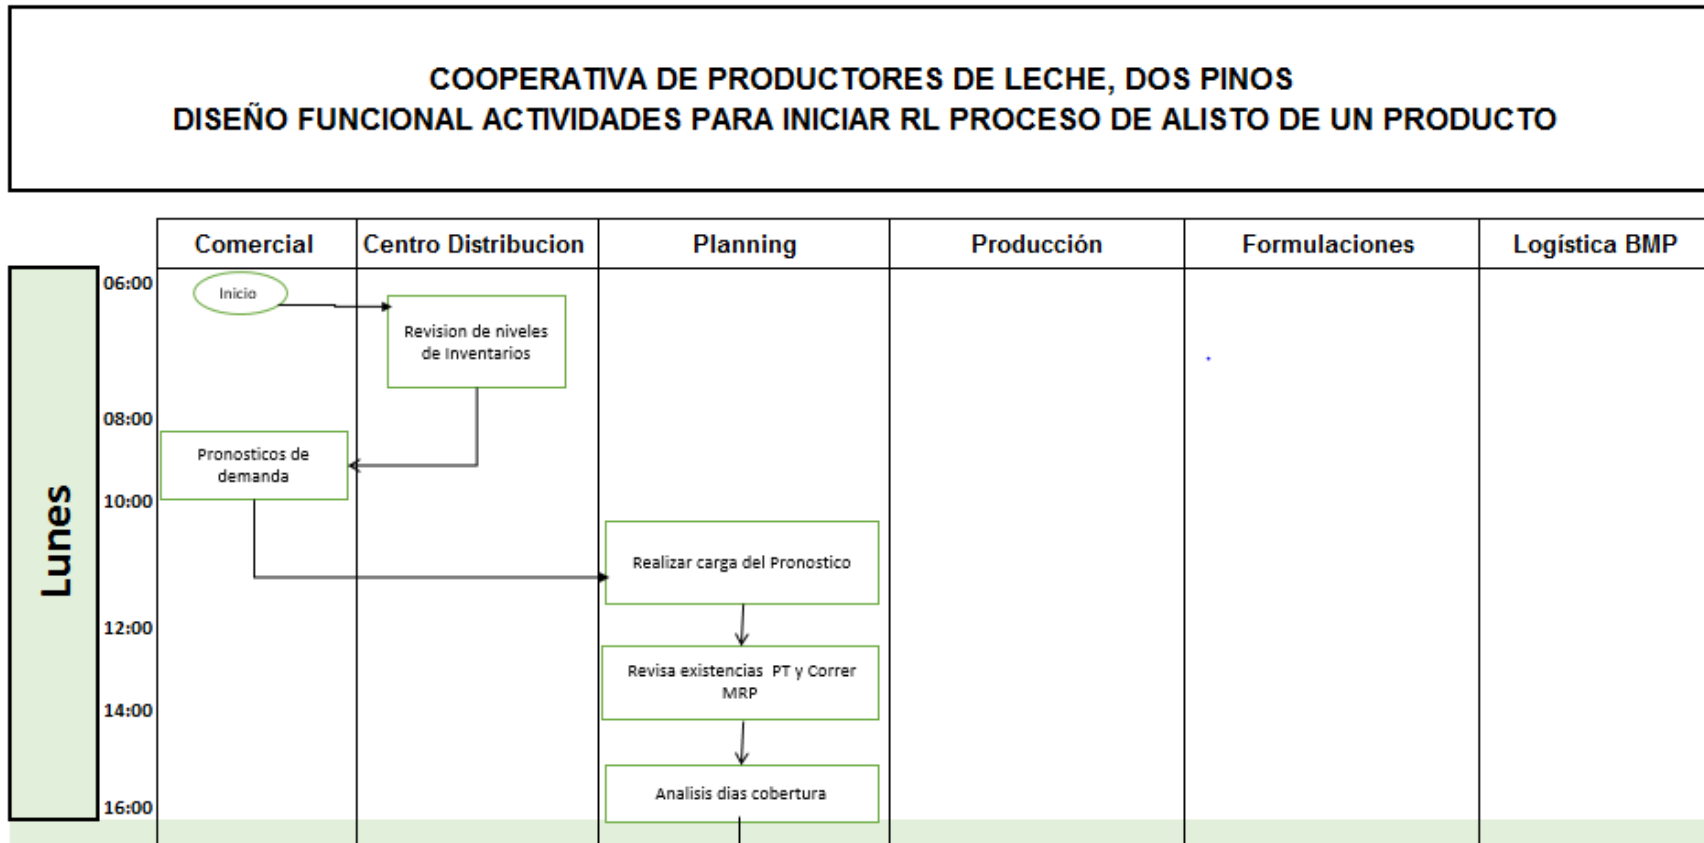 COOPERATIVA DE PRODUCTORES DE LECHE, DOS PINOS
DISEÑO FUNCIONAL ACTIVIDADES PARA INICIAR RL PROCESO DE ALISTO DE UN PRODUCTO
Comercial
Centro Distribucion
Planning
Producción
Formulaciones
Logística BMP
Lunes
06:00
Inicio
Revision de niveles
de Inventarios
08:00
Pronosticos de
demanda
10:00
Realizar carga del Pronostico
12:00
Revisa existencias PT y Correr
MRP
14:00
Analisis dias cobertura
16:00